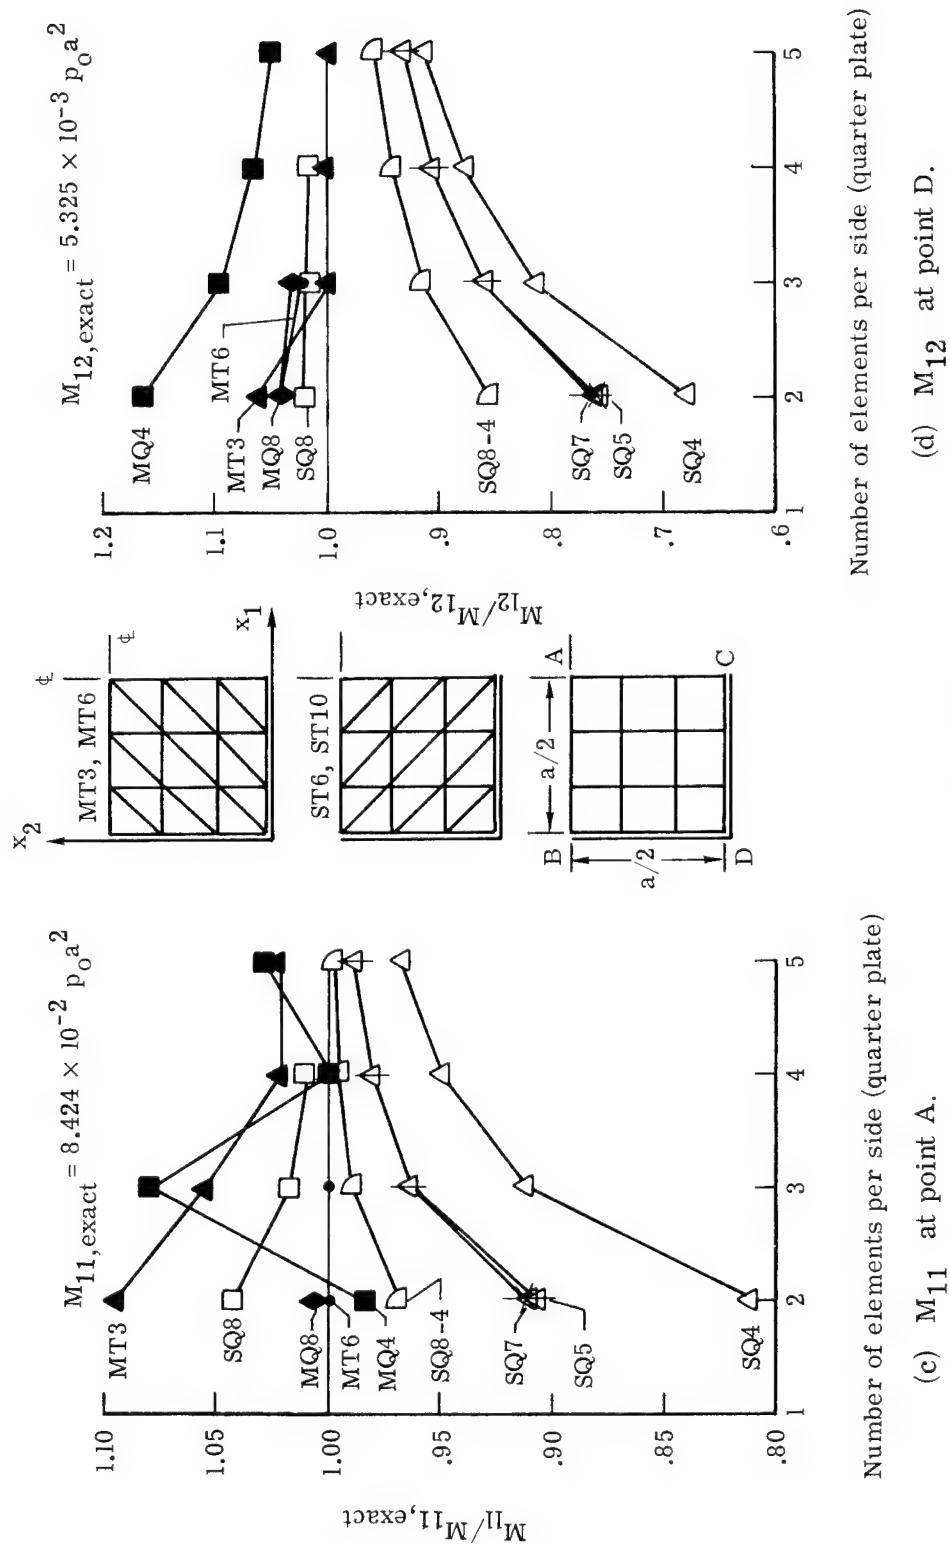 M11,exact = 8.424 × 10−2 poa2
1.10
1.05
1.00
.95
.90
.85
.80
M11/M11,exact
MT3
SQ8
MQ8
MT6
MQ4
SQ8-4
SQ7
SQ5
SQ4
1 2 3 4 5
Number of elements per side (quarter plate)
(c) M11 at point A.
x2
℄
℄
MT3, MT6
x1
ST6, ST10
B
A
a/2
a/2
D
C
M12,exact = 5.325 × 10−3 poa2
1.2
1.1
1.0
.9
.8
.7
.6
M12/M12,exact
MQ4
MT6
MT3
MQ8
SQ8
SQ8-4
SQ7
SQ5
SQ4
1 2 3 4 5
Number of elements per side (quarter plate)
(d) M12 at point D.